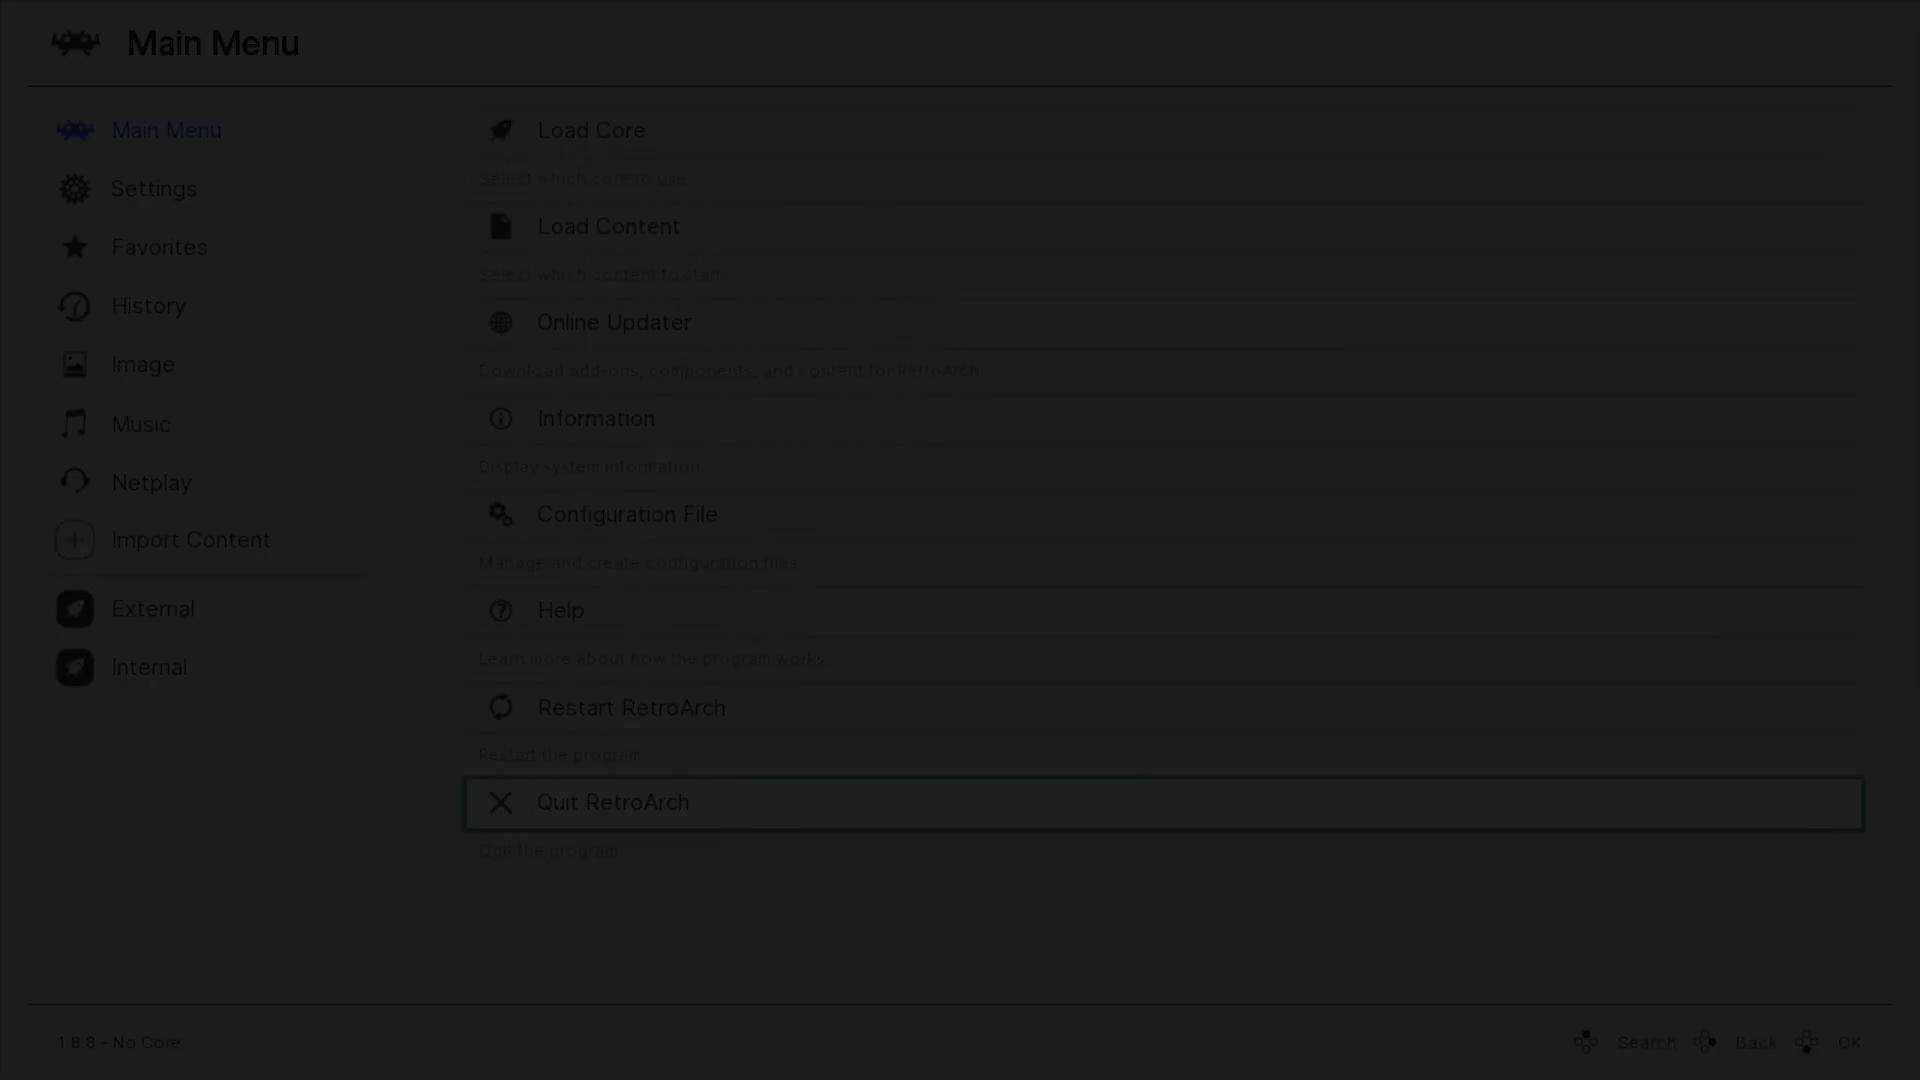 Main Menu
Main Menu
Settings
Favorites
History
Image
Music
Netplay
Import Content
External
Internal
Load Core
Select which core to use
Load Content
Select which content to start
Online Updater
Download add-ons, components, and content for RetroArch
Information
Display system information
Configuration File
Manage and create configuration files
Help
Learn more about how the program works
Restart RetroArch
Restart the program
Quit RetroArch
Quit the program
1.8.8 - No Core
Search
Back
OK